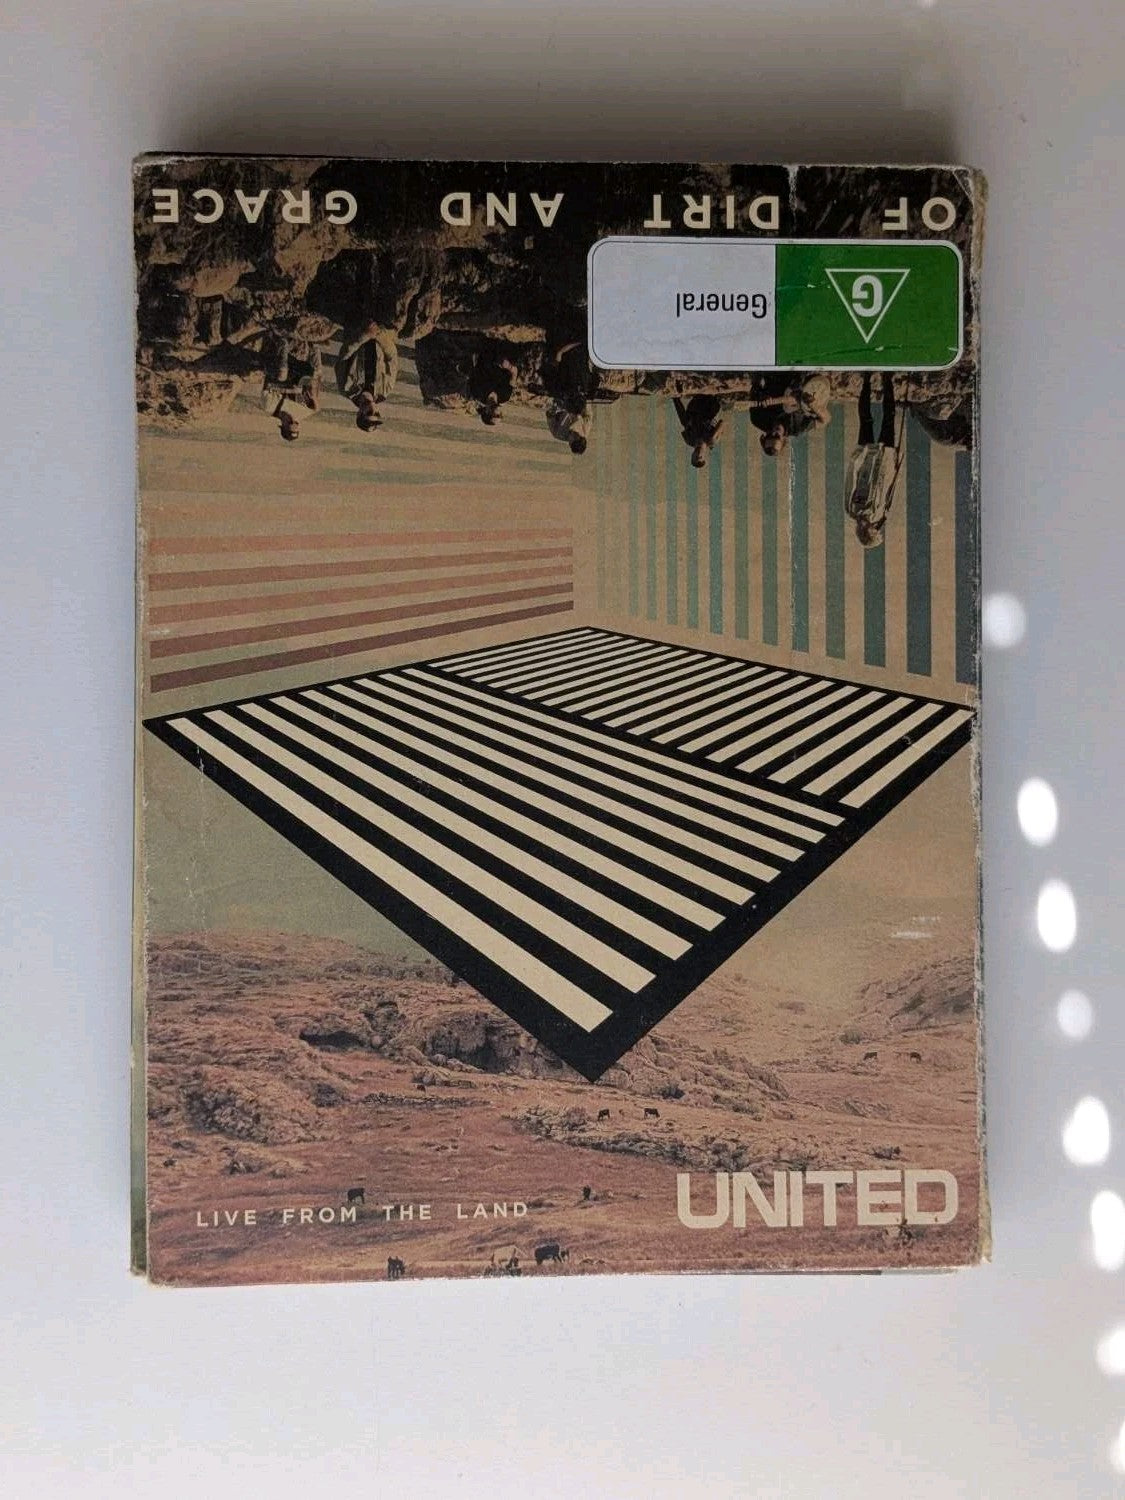 OF DIRT AND GRACE
G
General
LIVE FROM THE LAND
UNITED